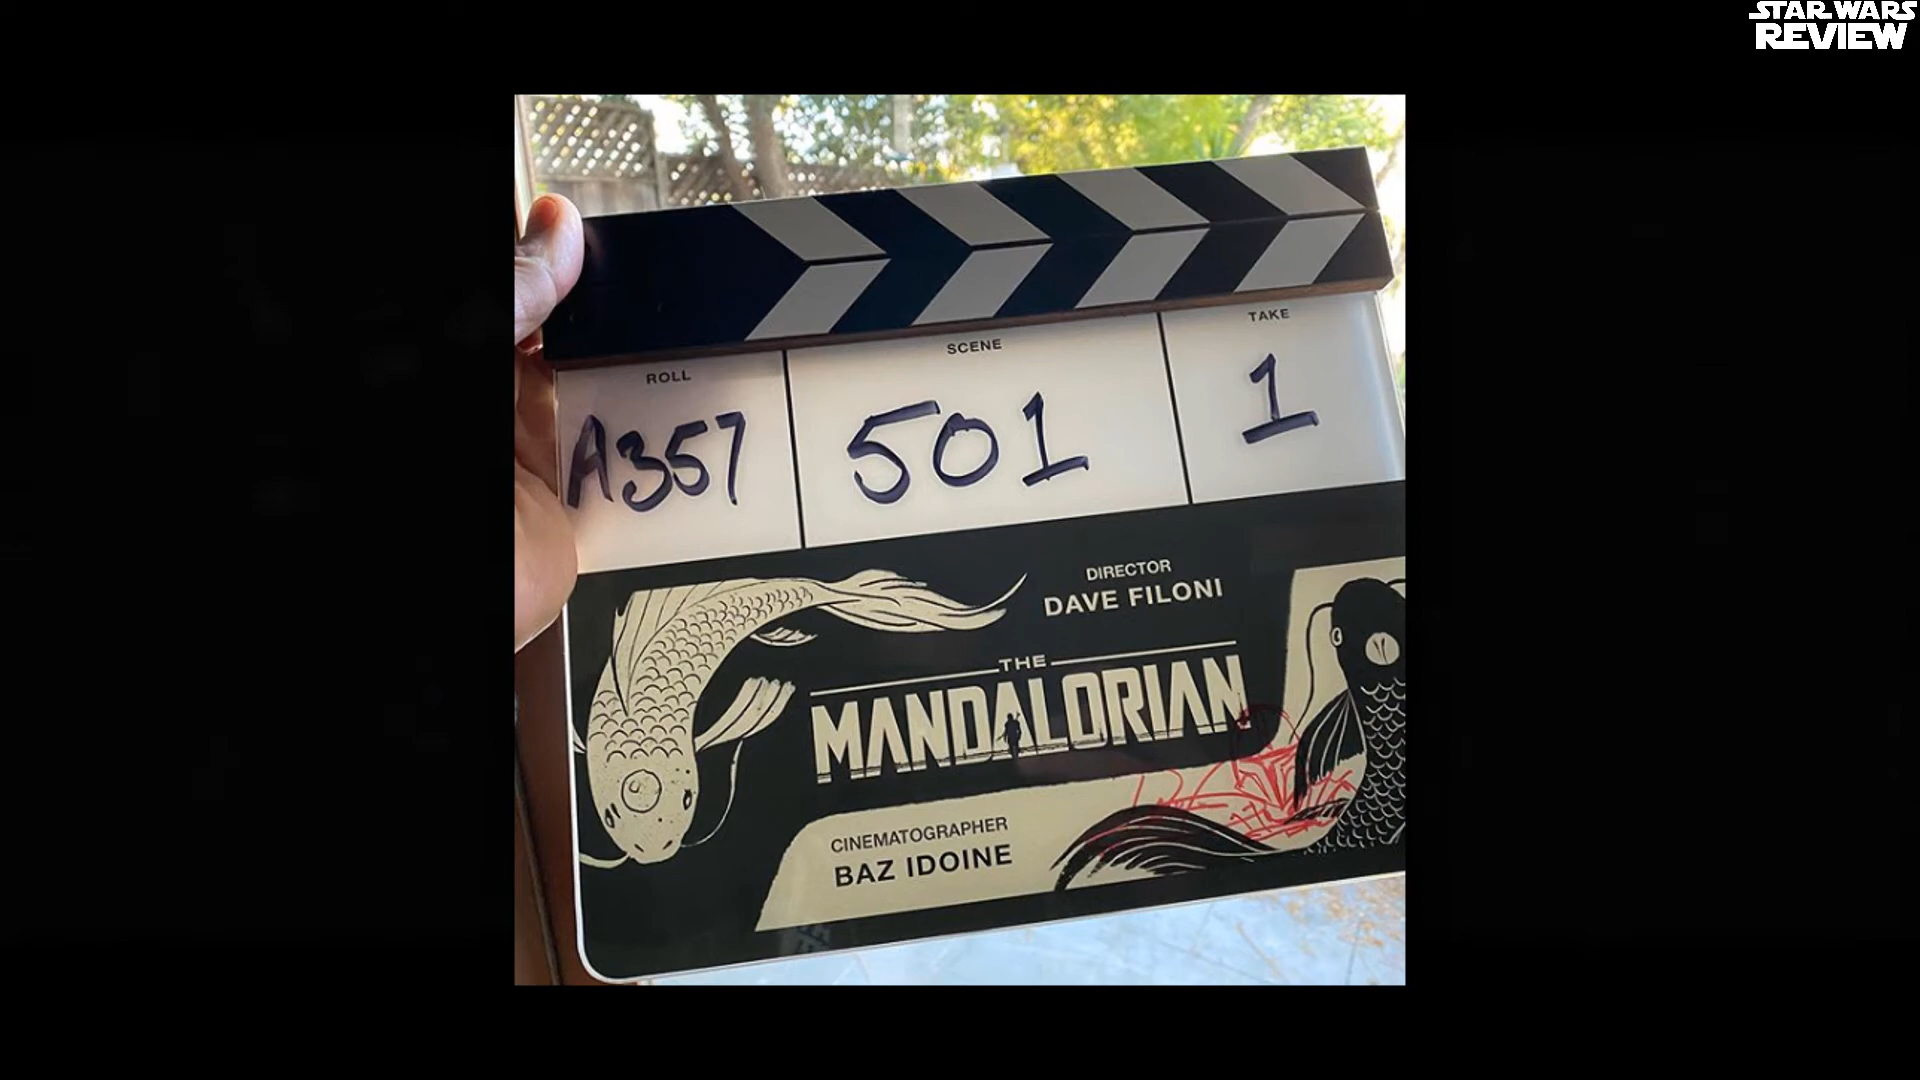 STAR WARS
REVIEW
TAKE
SCENE
ROLL
A357
501
1
DIRECTOR
DAVE FILONI
THE
MANDALORIAN
CINEMATOGRAPHER
BAZ IDOINE